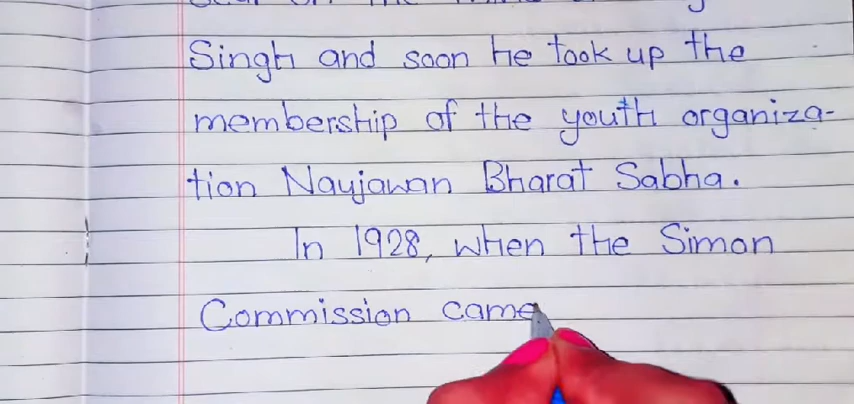 Singh and soon he took up the
membership of the youth organiza-
tion Naujawan Bharat Sabha.
In 1928, when the Simon
Commission came